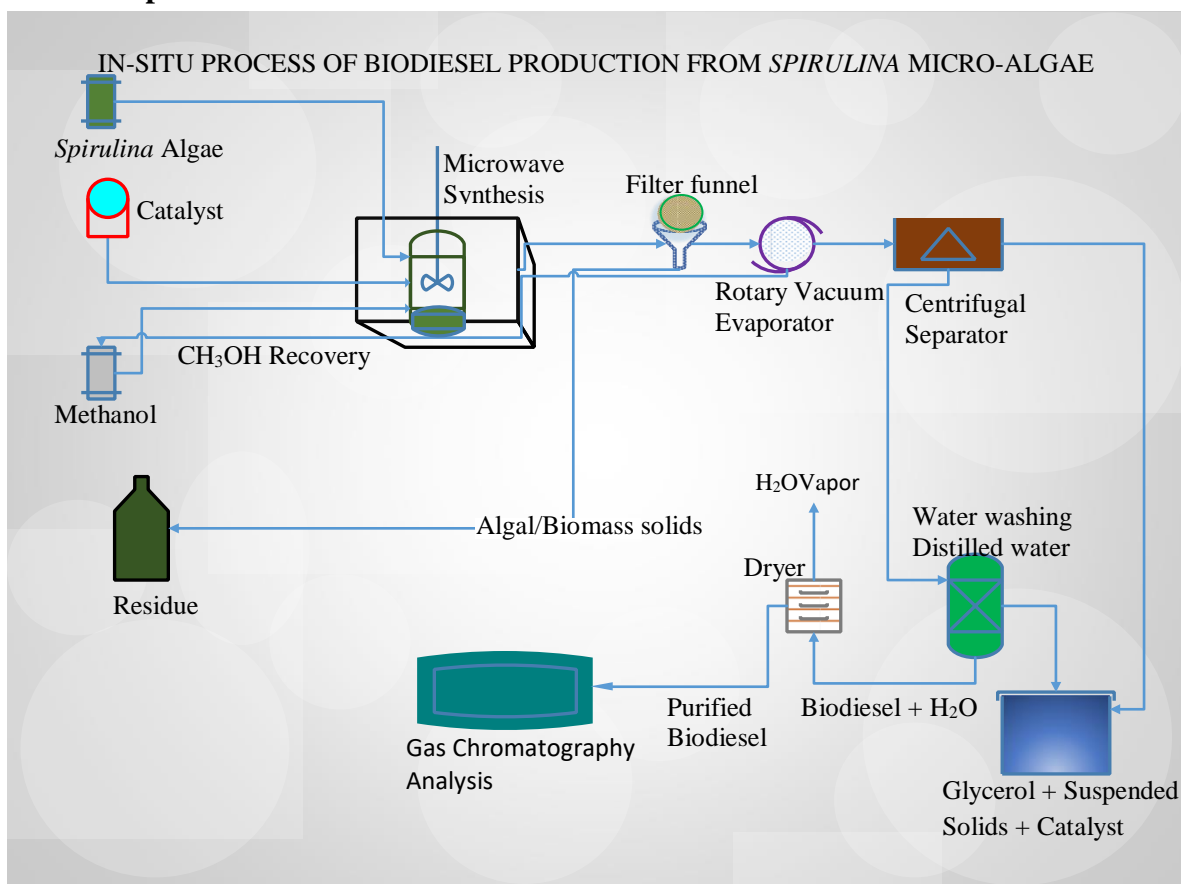 IN-SITU PROCESS OF BIODIESEL PRODUCTION FROM SPIRULINA MICRO-ALGAE
Spirulina Algae
Catalyst
Microwave
Synthesis
Filter funnel
Rotary Vacuum
Evaporator
Centrifugal
Separator
CH₃OH Recovery
Methanol
Algal/Biomass solids
Residue
H₂OVapor
Dryer
Water washing
Distilled water
Purified
Biodiesel
Biodiesel + H₂O
Gas Chromatography
Analysis
Glycerol + Suspended
Solids + Catalyst